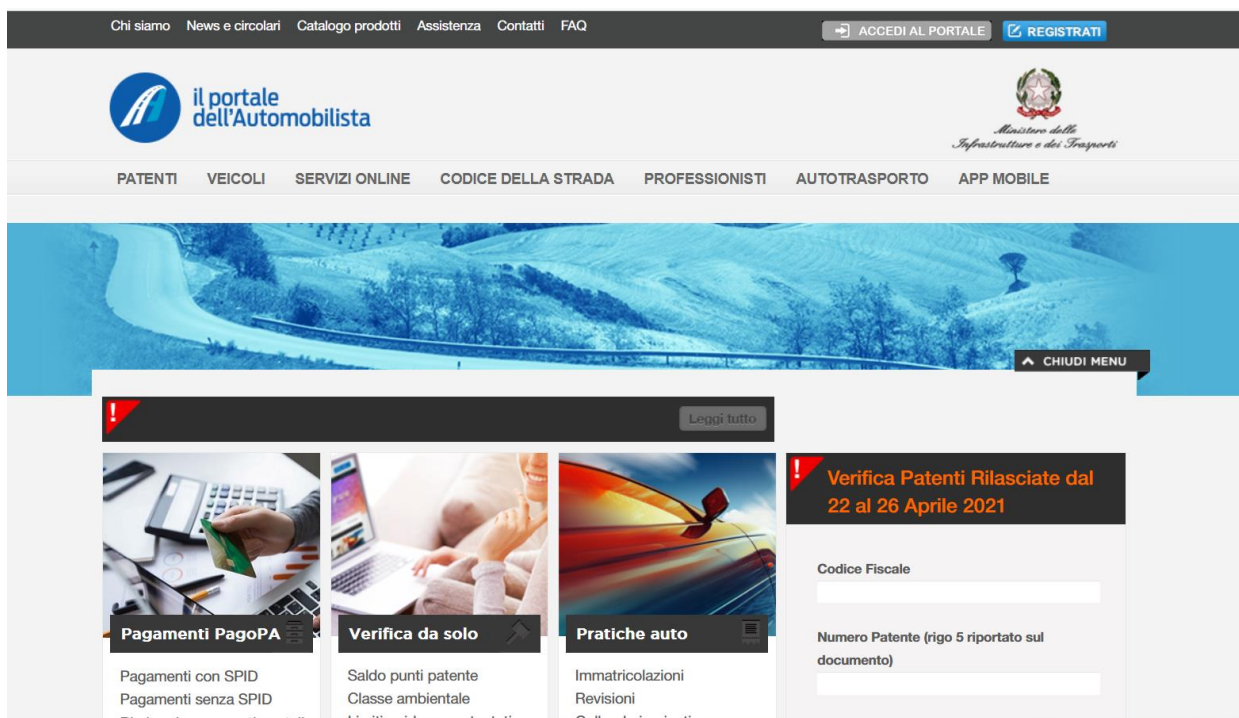 Chi siamo News e circolari Catalogo prodotti Assistenza Contatti FAQ
ACCEDI AL PORTALE REGISTRATI
il portale
dell'Automobilista
Ministero delle
Infrastrutture e dei Trasporti
PATENTI VEICOLI SERVIZI ONLINE CODICE DELLA STRADA PROFESSIONISTI AUTOTRASPORTO APP MOBILE
CHIUDI MENU
!
Leggi tutto
Pagamenti PagoPA
Pagamenti con SPID
Pagamenti senza SPID
Verifica da solo
Saldo punti patente
Classe ambientale
Pratiche auto
Immatricolazioni
Revisioni
!
Verifica Patenti Rilasciate dal
22 al 26 Aprile 2021
Codice Fiscale
Numero Patente (rigo 5 riportato sul
documento)